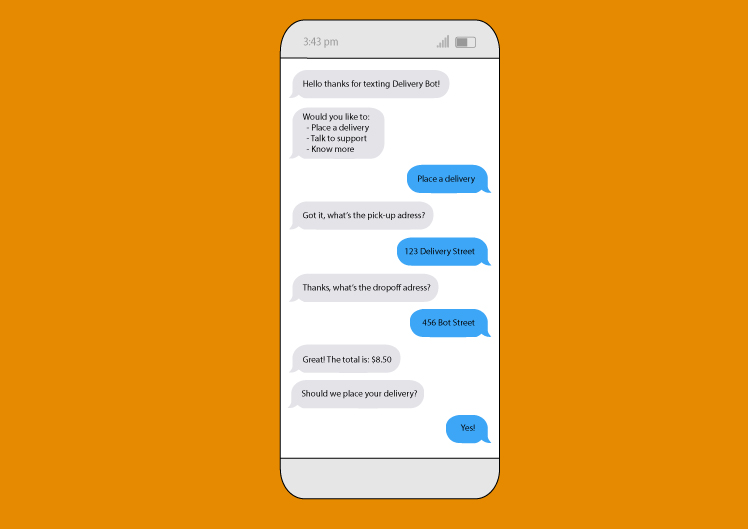 3:43 pm
Hello thanks for texting Delivery Bot!
Would you like to:
- Place a delivery
- Talk to support
- Know more
Place a delivery
Got it, what's the pick-up adress?
123 Delivery Street
Thanks, what's the dropoff adress?
456 Bot Street
Great! The total is: $8.50
Should we place your delivery?
Yes!